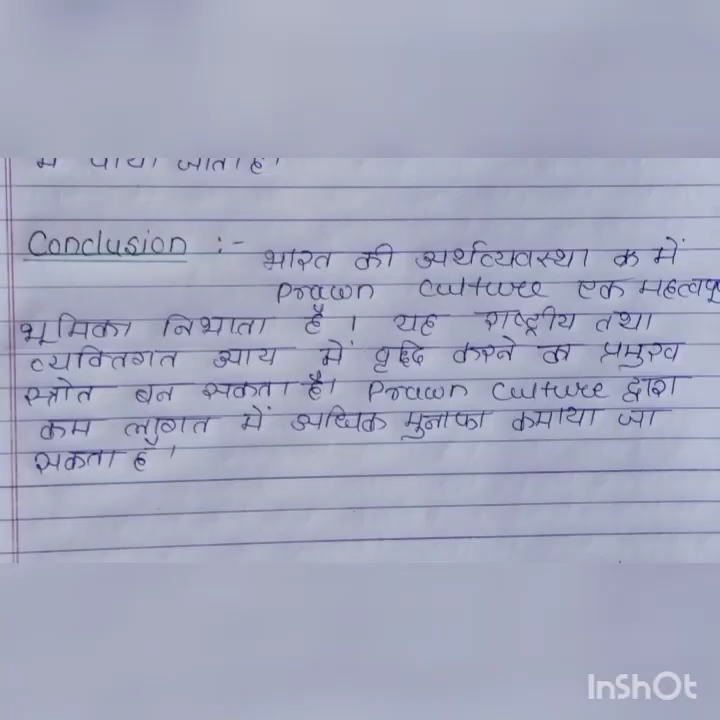 में पाया जाता है।
Conclusion :-
भारत की अर्थव्यवस्था क में
Prawn Culture एक महत्वपू
भूमिका निभाता है। यह राष्ट्रीय तथा
व्यक्तिगत आय में वृद्धि करने का प्रमुख
स्त्रोत बन सकता है। Prawn Culture द्वारा
कम लागत में अधिक मुनाफा कमाया जा
सकता है।
InShOt